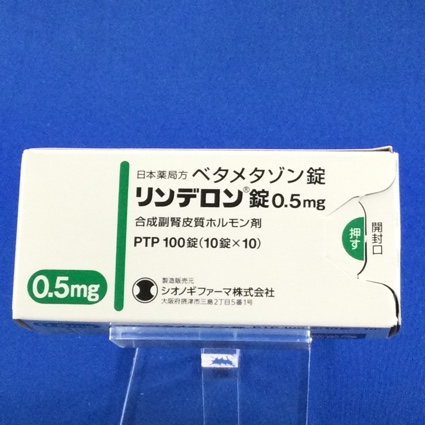 日本薬局方 ベタメタゾン錠
リンデロン®錠0.5mg
合成副腎皮質ホルモン剤
PTP 100錠(10錠×10)
0.5mg
製造販売元
シオノギファーマ株式会社
大阪府摂津市三島2丁目5番1号
開封口
押す